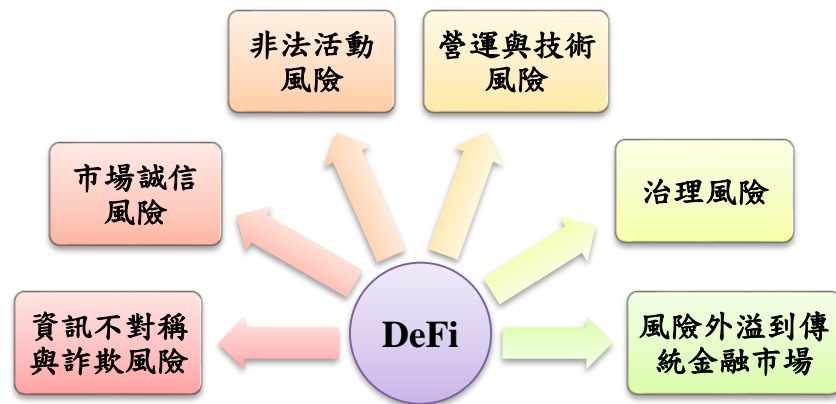 非法活動
風險
營運與技術
風險
市場誠信
風險
治理風險
資訊不對稱
與詐欺風險
DeFi
風險外溢到傳
統金融市場